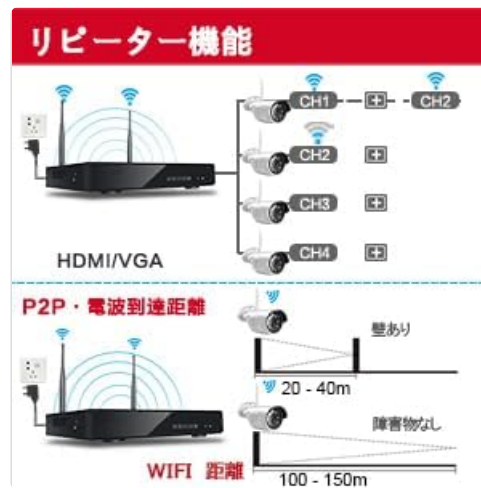 リピーター機能
CH1
CH2
CH2
CH3
CH4
HDMI/VGA
P2P・電波到達距離
壁あり
20 - 40m
障害物なし
WIFI 距離
100 - 150m